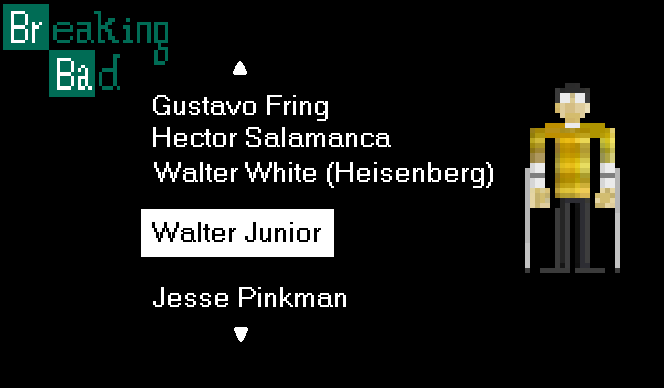 Breaking
Bad
Gustavo Fring
Hector Salamanca
Walter White (Heisenberg)
Walter Junior
Jesse Pinkman